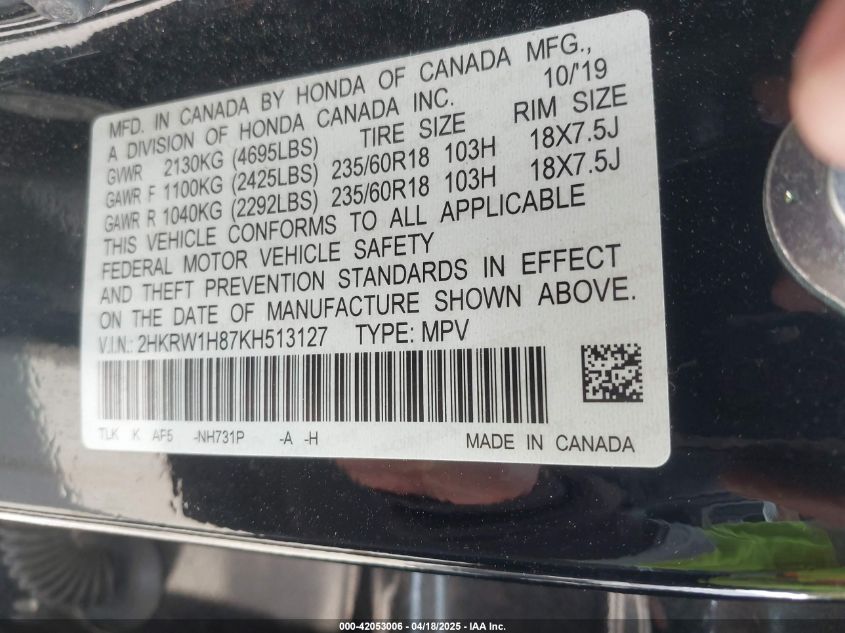 MFD. IN CANADA BY HONDA OF CANADA MFG.,
A DIVISION OF HONDA CANADA INC. 10/'19
GVWR 2130KG (4695LBS) TIRE SIZE RIM SIZE
GAWR F 1100KG (2425LBS) 235/60R18 103H 18X7.5J
GAWR R 1040KG (2292LBS) 235/60R18 103H 18X7.5J
THIS VEHICLE CONFORMS TO ALL APPLICABLE
FEDERAL MOTOR VEHICLE SAFETY
AND THEFT PREVENTION STANDARDS IN EFFECT
ON THE DATE OF MANUFACTURE SHOWN ABOVE.
V.I.N.: 2HKRW1H87KH513127 TYPE: MPV
TLK K AF5 -NH731P -A -H MADE IN CANADA
000-42053006 - 04/18/2025 - IAA Inc.